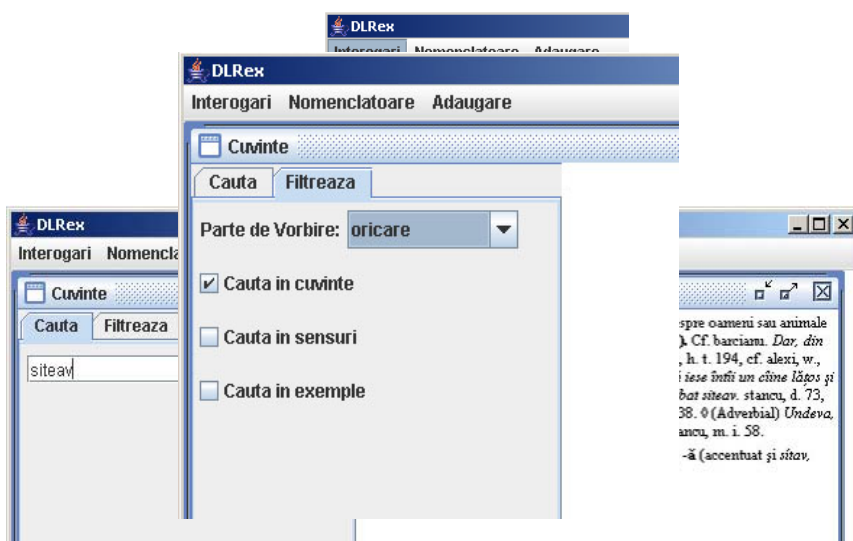 DLRex
Interogari Nomenclatoare Adaugare
DLRex
Interogari Nomenclatoare Adaugare
Cuvinte
Cauta Filtreaza
Parte de Vorbire: oricare
Cauta in cuvinte
Cauta in sensuri
Cauta in exemple
DLRex
Interogari Nomencla
Cuvinte
Cauta Filtreaza
siteav
spre oameni sau animale
). Cf. barcianu. Dar, din
, h. t. 194, cf. alexi, w.,
i iese întîi un cîine lăţos şi
bat siteav. stancu, d. 73,
38. ◊ (Adverbial) Undeva,
ancu, m. i. 58.
-ă (accentuat şi sítav,